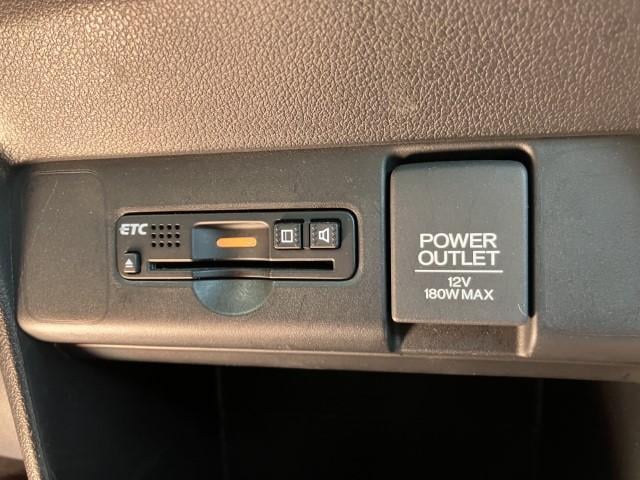 ETC
POWER
OUTLET
12V
180W MAX